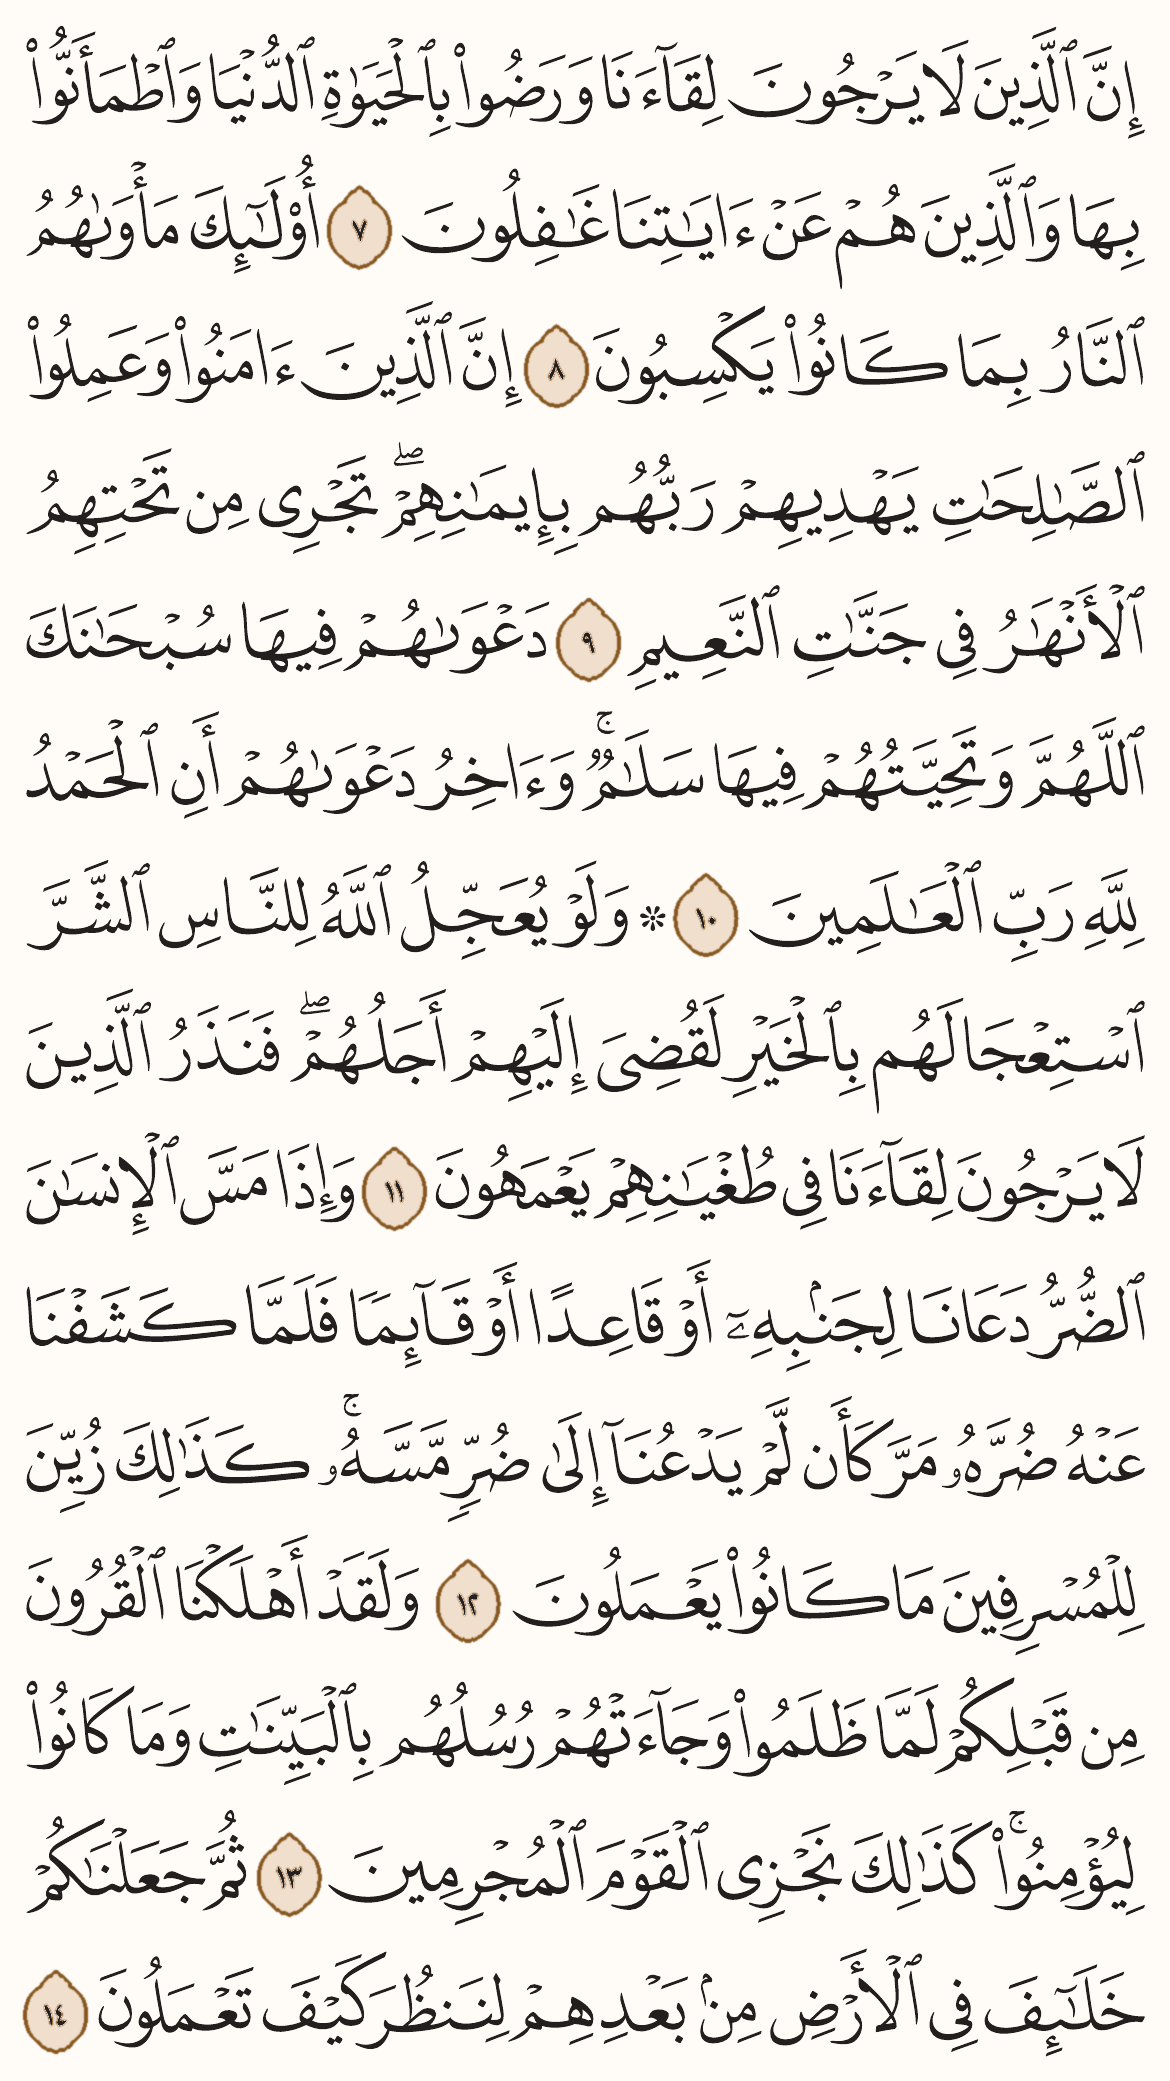 إِنَّ ٱلَّذِينَ لَا يَرْجُونَ لِقَآءَنَا وَرَضُوا۟ بِٱلْحَيَوٰةِ ٱلدُّنْيَا وَٱطْمَأَنُّوا۟
بِهَا وَٱلَّذِينَ هُمْ عَنْ ءَايَـٰتِنَا غَـٰفِلُونَ ٧ أُو۟لَـٰٓئِكَ مَأْوَىٰهُمُ
ٱلنَّارُ بِمَا كَانُوا۟ يَكْسِبُونَ ٨ إِنَّ ٱلَّذِينَ ءَامَنُوا۟ وَعَمِلُوا۟
ٱلصَّـٰلِحَـٰتِ يَهْدِيهِمْ رَبُّهُم بِإِيمَـٰنِهِمْ ۖ تَجْرِى مِن تَحْتِهِمُ
ٱلْأَنْهَـٰرُ فِى جَنَّـٰتِ ٱلنَّعِيمِ ٩ دَعْوَىٰهُمْ فِيهَا سُبْحَـٰنَكَ
ٱللَّهُمَّ وَتَحِيَّتُهُمْ فِيهَا سَلَـٰمٌ ۚ وَءَاخِرُ دَعْوَىٰهُمْ أَنِ ٱلْحَمْدُ
لِلَّهِ رَبِّ ٱلْعَـٰلَمِينَ ١٠ ۞ وَلَوْ يُعَجِّلُ ٱللَّهُ لِلنَّاسِ ٱلشَّرَّ
ٱسْتِعْجَالَهُم بِٱلْخَيْرِ لَقُضِىَ إِلَيْهِمْ أَجَلُهُمْ ۖ فَنَذَرُ ٱلَّذِينَ
لَا يَرْجُونَ لِقَآءَنَا فِى طُغْيَـٰنِهِمْ يَعْمَهُونَ ١١ وَإِذَا مَسَّ ٱلْإِنسَـٰنَ
ٱلضُّرُّ دَعَانَا لِجَنۢبِهِۦٓ أَوْ قَاعِدًا أَوْ قَآئِمًا فَلَمَّا كَشَفْنَا
عَنْهُ ضُرَّهُۥ مَرَّ كَأَن لَّمْ يَدْعُنَآ إِلَىٰ ضُرٍّ مَّسَّهُۥ ۚ كَذَٰلِكَ زُيِّنَ
لِلْمُسْرِفِينَ مَا كَانُوا۟ يَعْمَلُونَ ١٢ وَلَقَدْ أَهْلَكْنَا ٱلْقُرُونَ
مِن قَبْلِكُمْ لَمَّا ظَلَمُوا۟ وَجَآءَتْهُمْ رُسُلُهُم بِٱلْبَيِّنَـٰتِ وَمَا كَانُوا۟
لِيُؤْمِنُوا۟ ۚ كَذَٰلِكَ نَجْزِى ٱلْقَوْمَ ٱلْمُجْرِمِينَ ١٣ ثُمَّ جَعَلْنَـٰكُمْ
خَلَـٰٓئِفَ فِى ٱلْأَرْضِ مِنۢ بَعْدِهِمْ لِنَنظُرَ كَيْفَ تَعْمَلُونَ ١٤